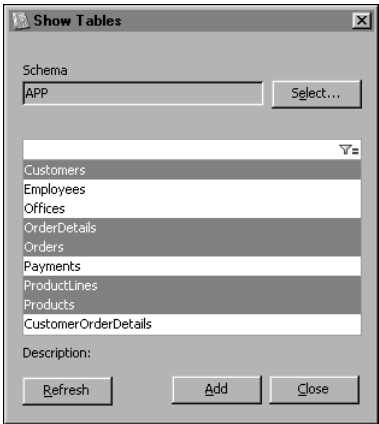 Show Tables
Schema
APP
Select...
Customers
Employees
Offices
OrderDetails
Orders
Payments
ProductLines
Products
CustomerOrderDetails
Description:
Refresh Add Close